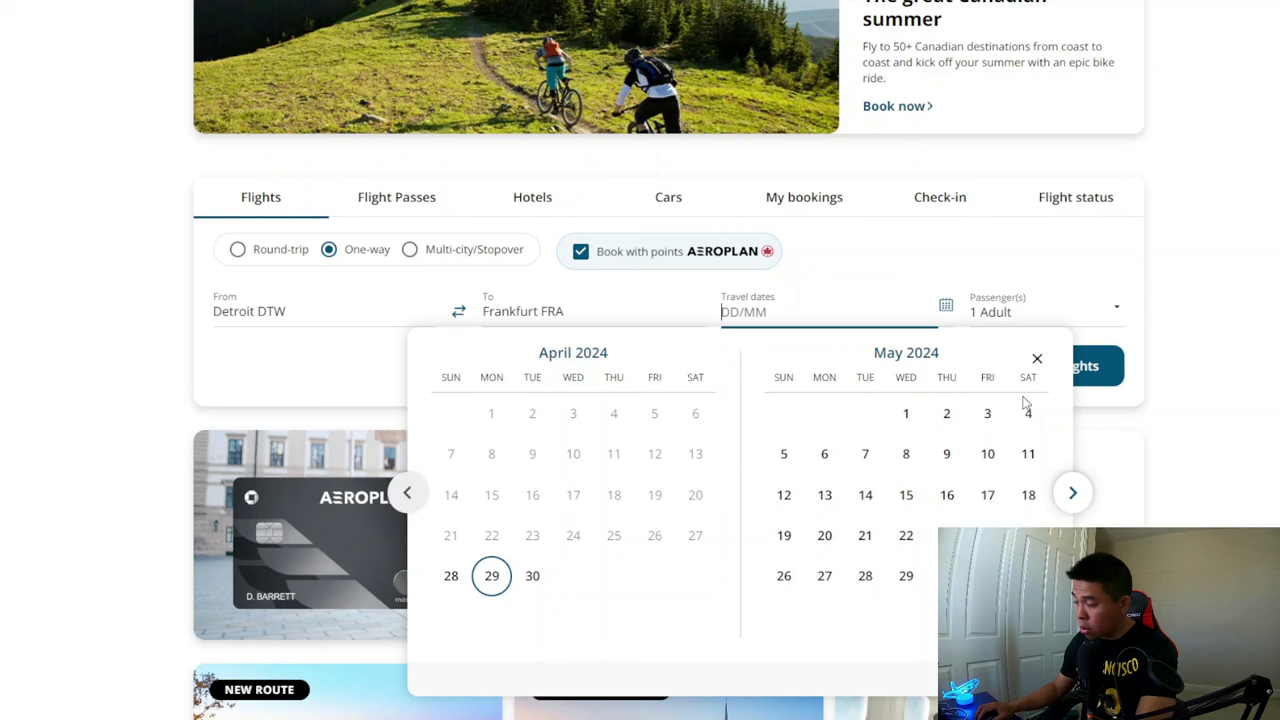 The great Canadian
summer
Fly to 50+ Canadian destinations from coast to
coast and kick off your summer with an epic bike
ride.
Book now
Flights
Flight Passes
Hotels
Cars
My bookings
Check-in
Flight status
Round-trip
One-way
Multi-city/Stopover
Book with points AEROPLAN
From
To
Travel dates
Passenger(s)
Detroit DTW
Frankfurt FRA
DD/MM
1 Adult
April 2024
SUN MON TUE WED THU FRI SAT
1 2 3 4 5 6
7 8 9 10 11 12 13
14 15 16 17 18 19 20
21 22 23 24 25 26 27
28 29 30
May 2024
SUN MON TUE WED THU FRI SAT
1 2 3 4
5 6 7 8 9 10 11
12 13 14 15 16 17 18
19 20 21 22
26 27 28 29
ghts
AEROPL
D. BARRETT
NEW ROUTE